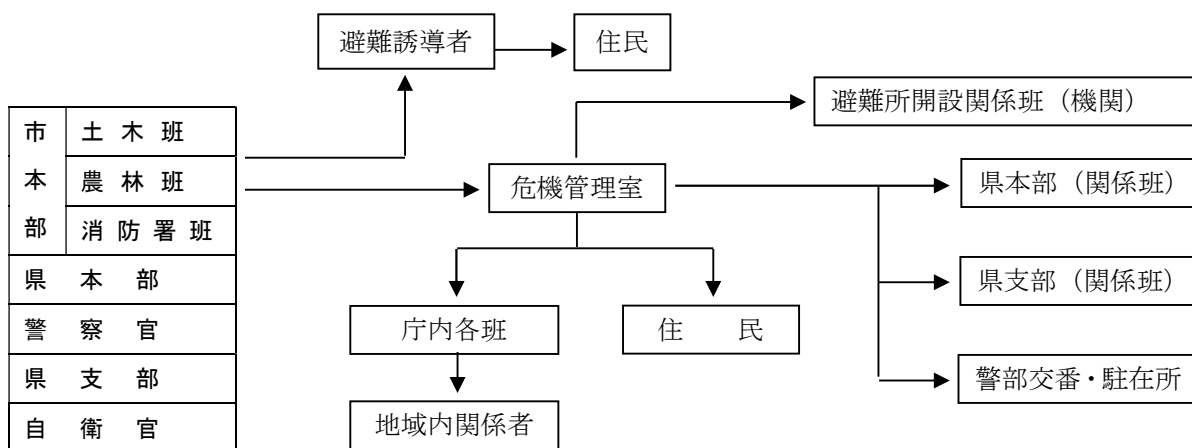 避難誘導者
住民
避難所開設関係班（機関）
市本部
土木班
農林班
消防署班
県本部
警察官
県支部
自衛官
危機管理室
県本部（関係班）
県支部（関係班）
警部交番・駐在所
庁内各班
住　　民
地域内関係者